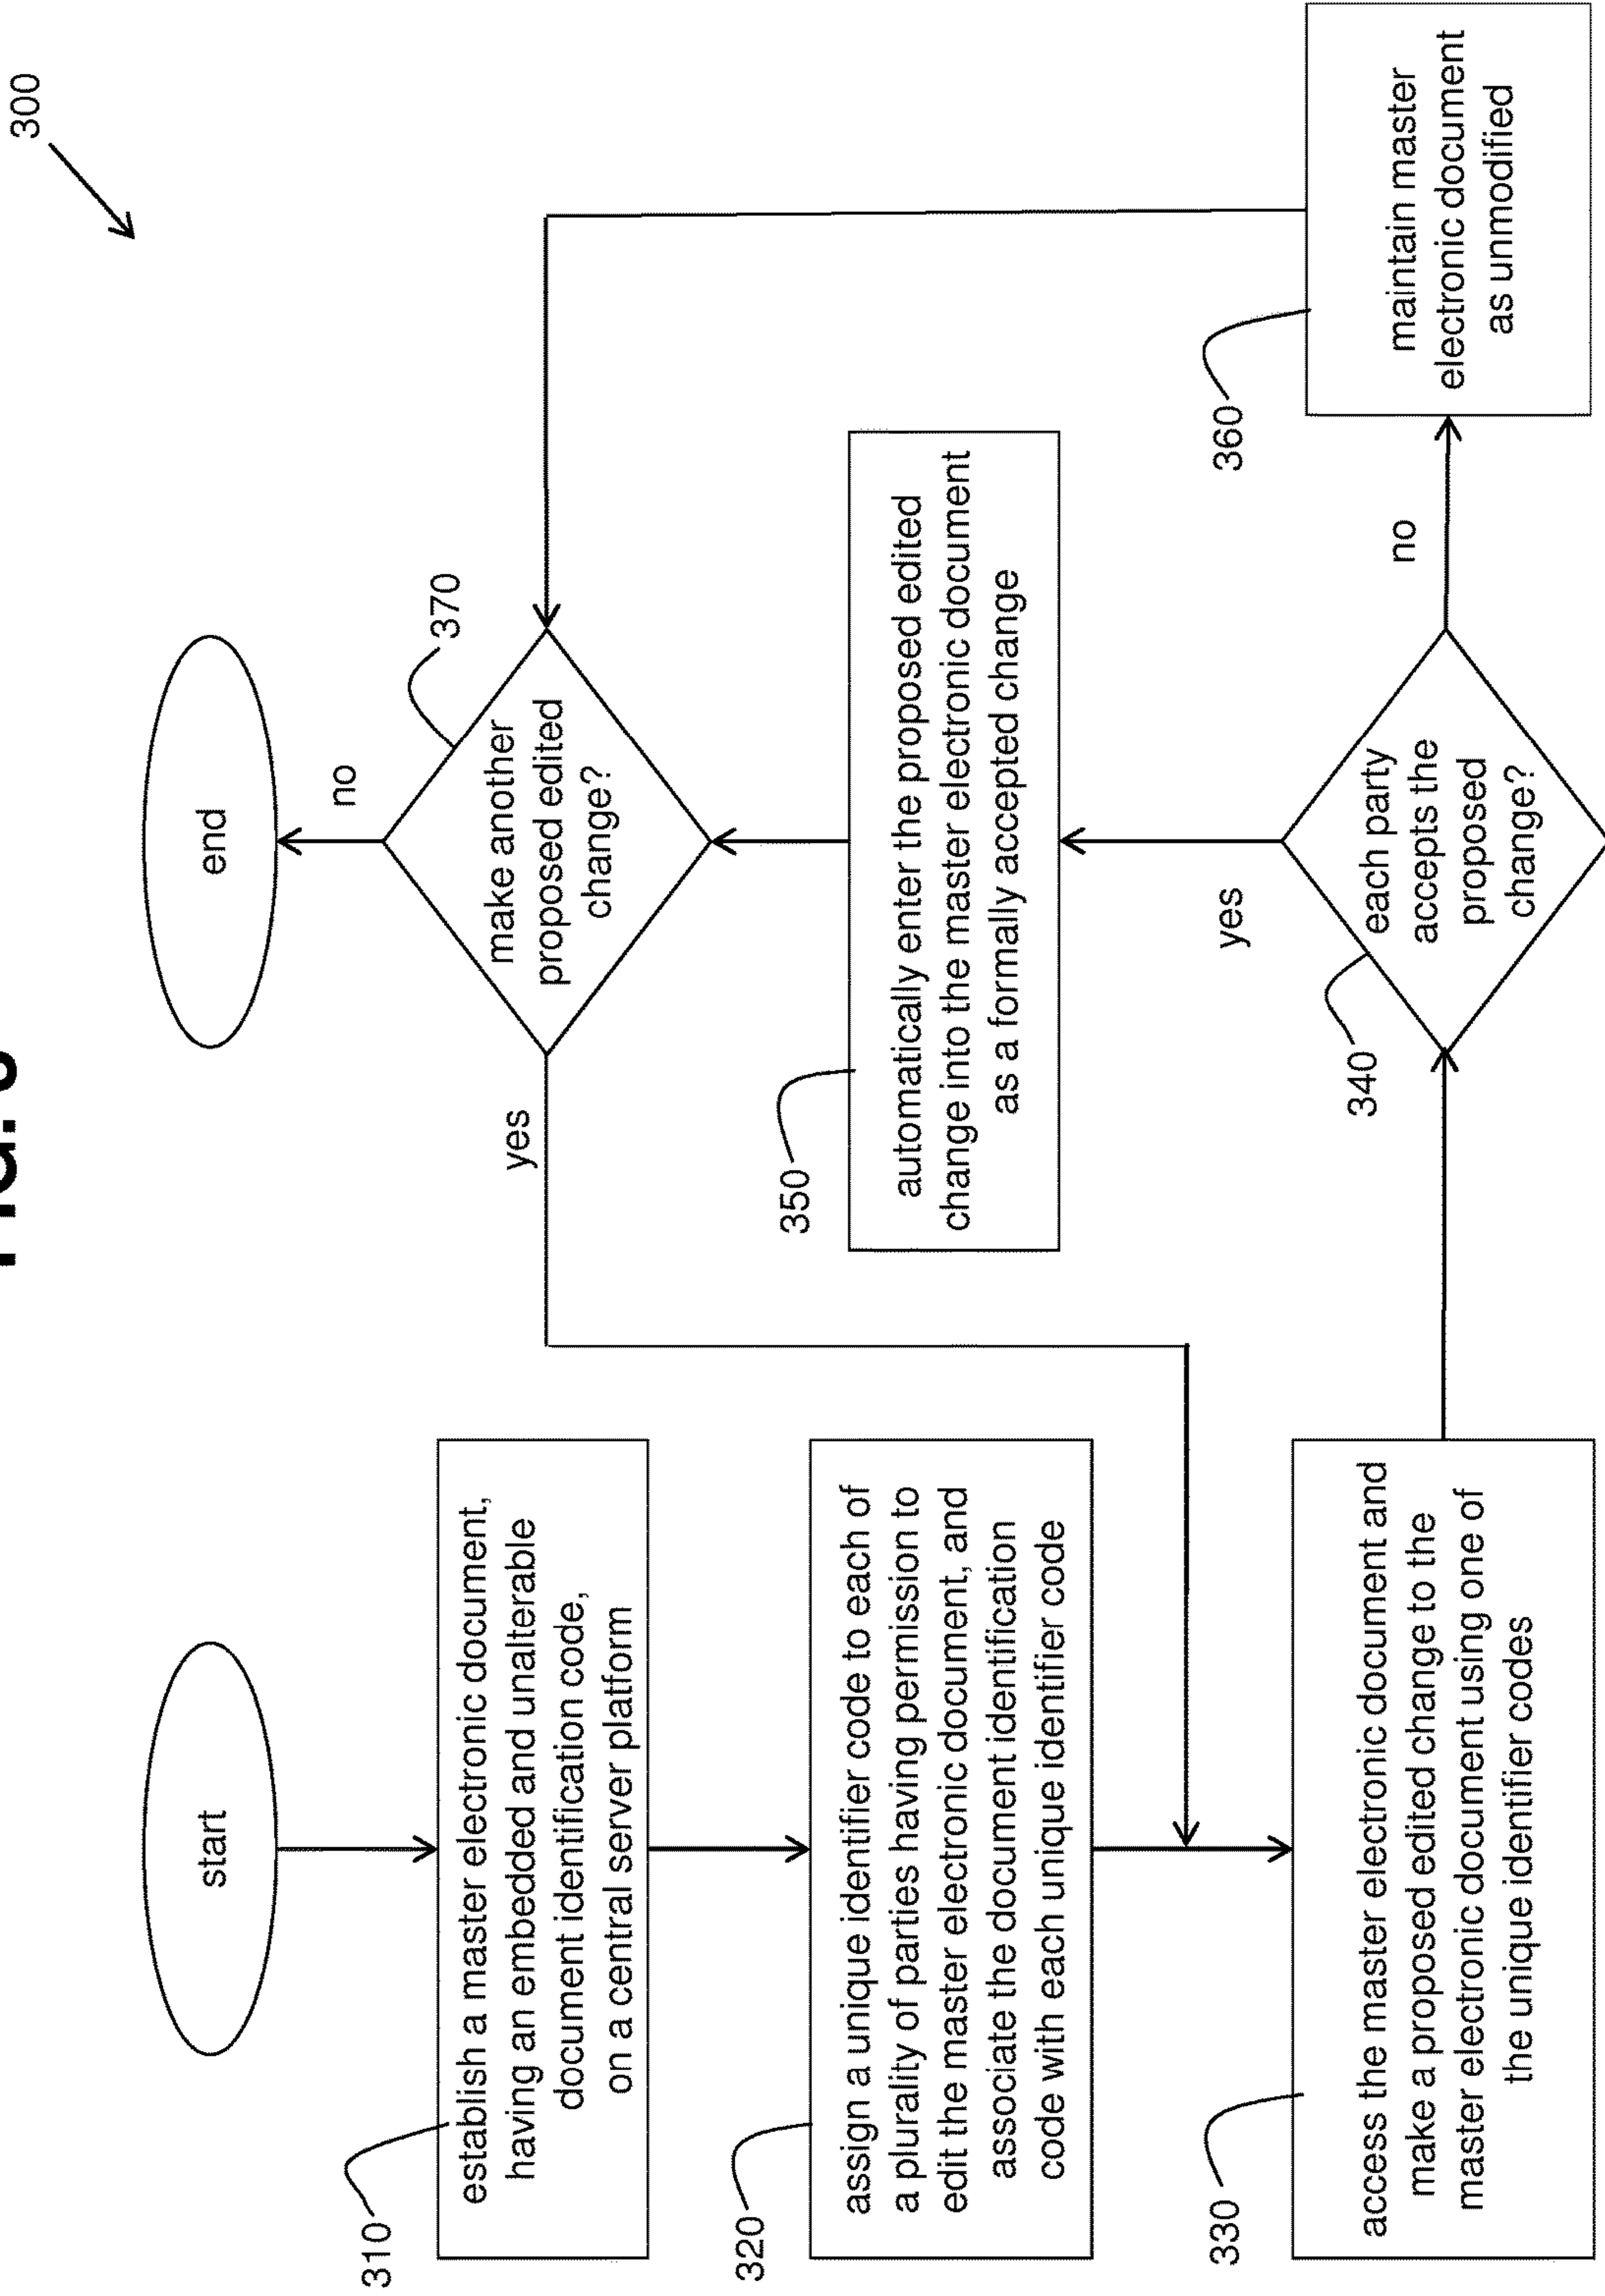 300
start
310
establish a master electronic document,
having an embedded and unalterable
document identification code,
on a central server platform
320
assign a unique identifier code to each of
a plurality of parties having permission to
edit the master electronic document, and
associate the document identification
code with each unique identifier code
330
access the master electronic document and
make a proposed edited change to the
master electronic document using one of
the unique identifier codes
end
no
370
make another
proposed edited
change?
yes
350
automatically enter the proposed edited
change into the master electronic document
as a formally accepted change
yes
340
each party
accepts the
proposed
change?
no
360
maintain master
electronic document
as unmodified